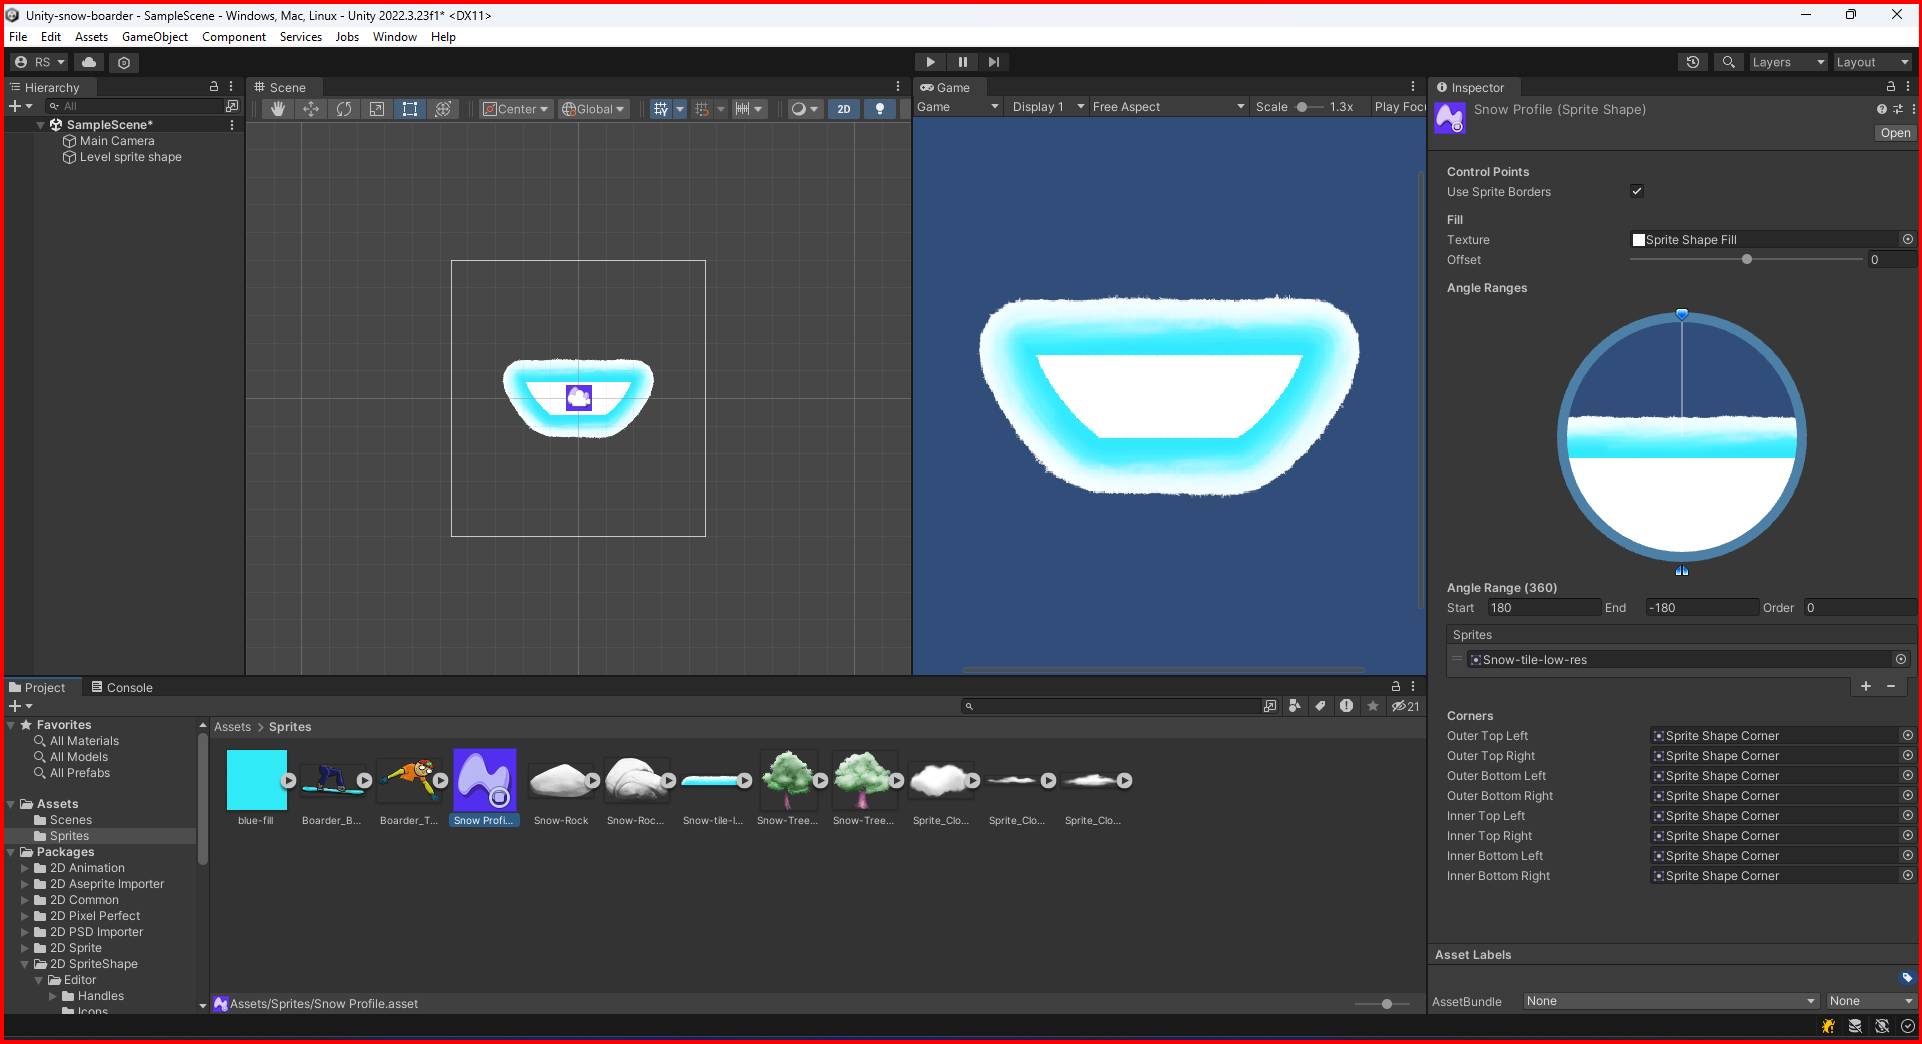 Unity-snow-boarder - SampleScene - Windows, Mac, Linux - Unity 2022.3.23f1* <DX11>
File Edit Assets GameObject Component Services Jobs Window Help
RS
Layers Layout
Hierarchy
All
SampleScene*
Main Camera
Level sprite shape
Scene
Center Global 2D
Game
Game Display 1 Free Aspect Scale 1.3x Play Focu
Inspector
Snow Profile (Sprite Shape)
Open
Control Points
Use Sprite Borders
Fill
Texture Sprite Shape Fill
Offset 0
Angle Ranges
Angle Range (360)
Start 180 End -180 Order 0
Sprites
Snow-tile-low-res
Corners
Outer Top Left Sprite Shape Corner
Outer Top Right Sprite Shape Corner
Outer Bottom Left Sprite Shape Corner
Outer Bottom Right Sprite Shape Corner
Inner Top Left Sprite Shape Corner
Inner Top Right Sprite Shape Corner
Inner Bottom Left Sprite Shape Corner
Inner Bottom Right Sprite Shape Corner
Asset Labels
AssetBundle None None
Project Console
21
Favorites
All Materials
All Models
All Prefabs
Assets
Scenes
Sprites
Packages
2D Animation
2D Aseprite Importer
2D Common
2D Pixel Perfect
2D PSD Importer
2D Sprite
2D SpriteShape
Editor
Handles
Icons
Assets > Sprites
blue-fill Boarder_B... Boarder_T... Snow Profi... Snow-Rock Snow-Roc... Snow-tile-l... Snow-Tree... Snow-Tree... Sprite_Clo... Sprite_Clo... Sprite_Clo...
Assets/Sprites/Snow Profile.asset